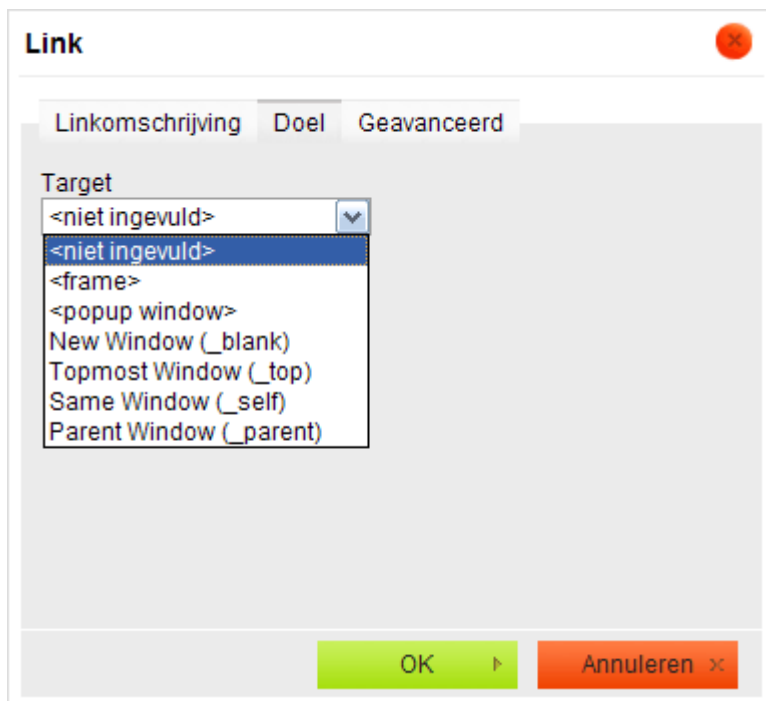 Link
Linkomschrijving Doel Geavanceerd
Target
<niet ingevuld>
<niet ingevuld>
<frame>
<popup window>
New Window (_blank)
Topmost Window (_top)
Same Window (_self)
Parent Window (_parent)
OK Annuleren